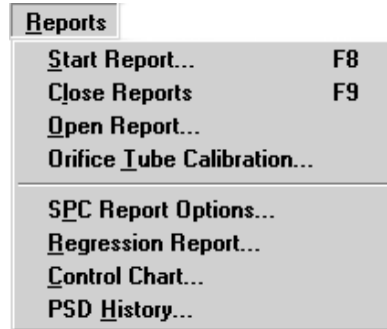 Reports
Start Report... F8
Close Reports F9
Open Report...
Orifice Tube Calibration...
SPC Report Options...
Regression Report...
Control Chart...
PSD History...